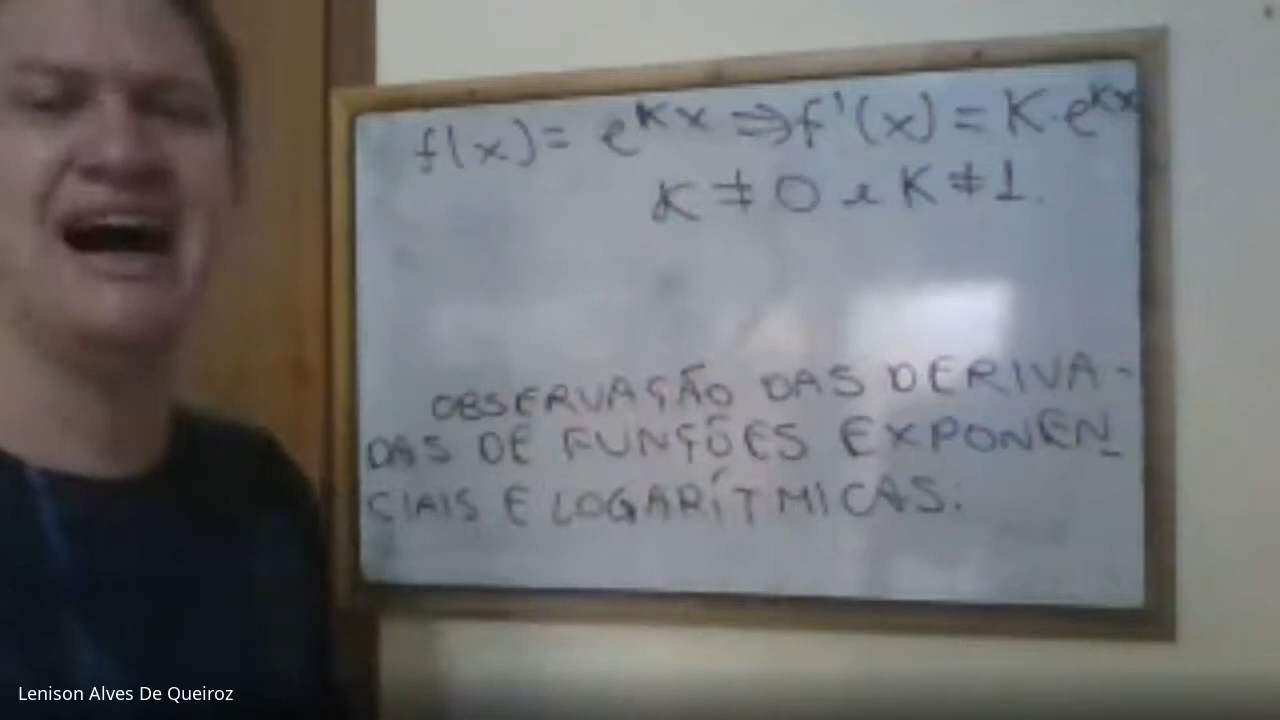 f(x) = e^{Kx} ⇒ f'(x) = K·e^{Kx}
K ≠ 0 e K ≠ 1.
OBSERVAÇÃO DAS DERIVA-
DAS DE FUNÇÕES EXPONEN_
CIAIS E LOGARÍTMICAS.
Lenison Alves De Queiroz